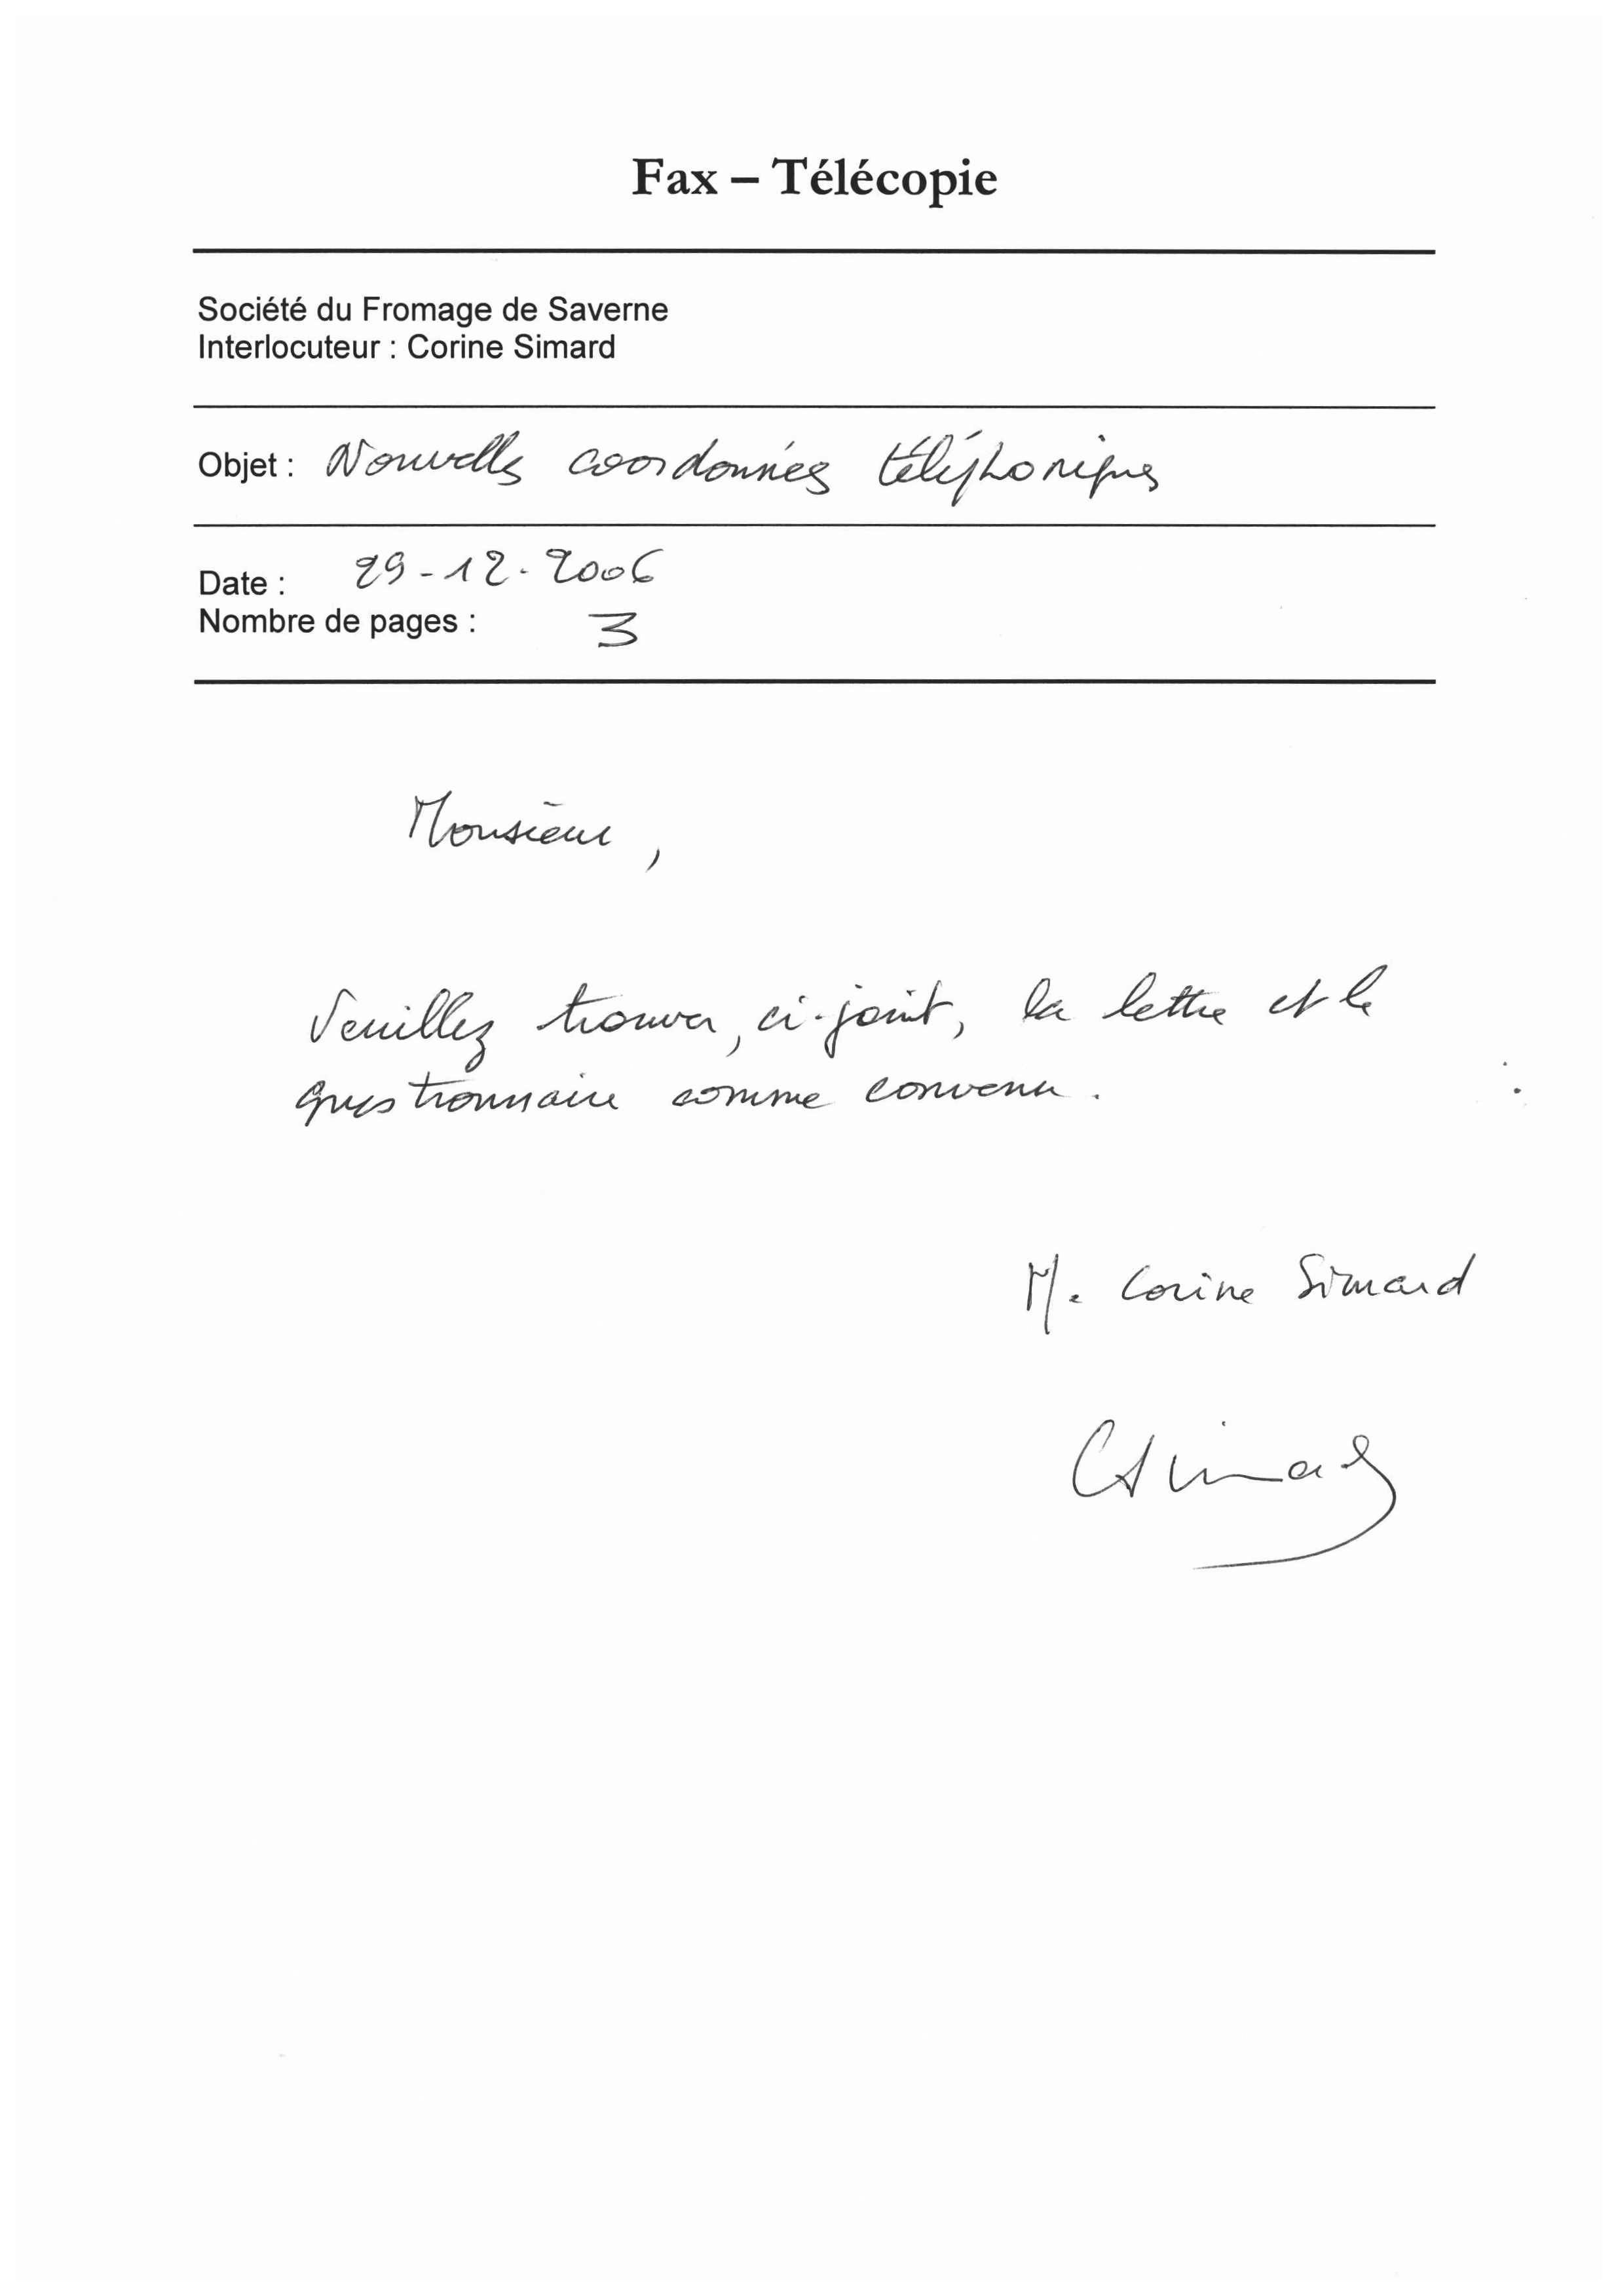 Fax – Télécopie
Société du Fromage de Saverne
Interlocuteur : Corine Simard
Objet : Nouvelles coordonnées téléphoniques
Date : 29-12-2006
Nombre de pages : 3
Monsieur,
Veuillez trouver, ci-joint, la lettre et le
questionnaire comme convenu.
M. Corine Simard
CSimard